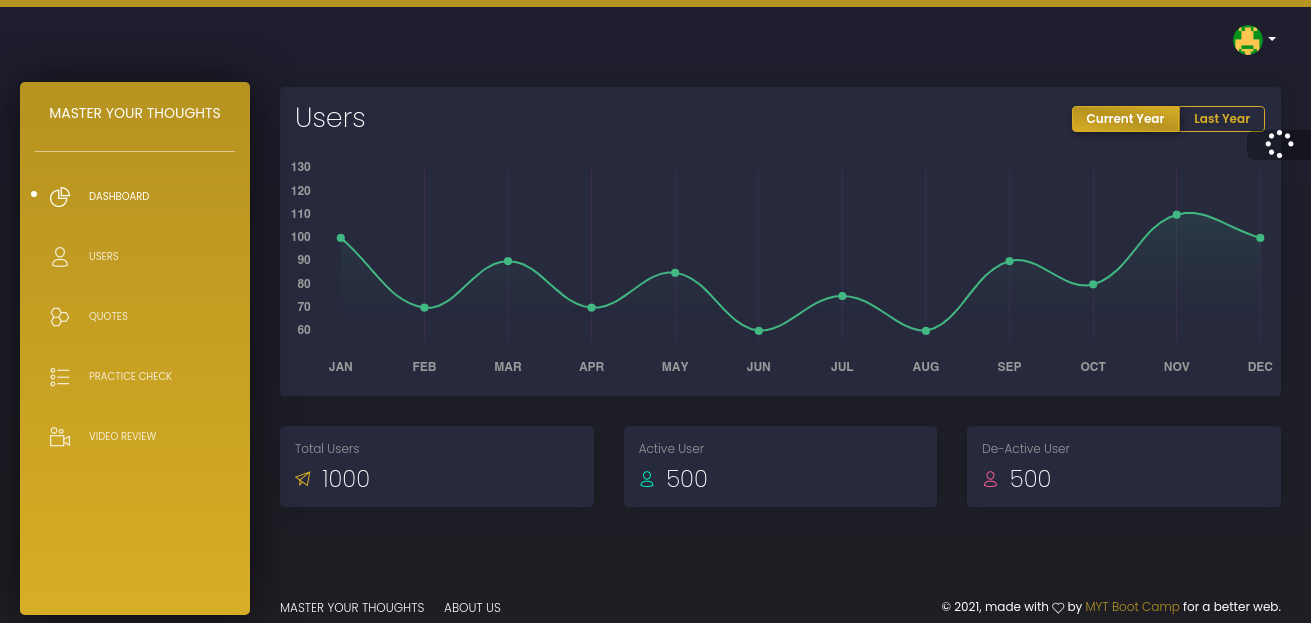 MASTER YOUR THOUGHTS
DASHBOARD
USERS
QUOTES
PRACTICE CHECK
VIDEO REVIEW
Users
Current Year Last Year
130
120
110
100
90
80
70
60
JAN FEB MAR APR MAY JUN JUL AUG SEP OCT NOV DEC
Total Users
1000
Active User
500
De-Active User
500
MASTER YOUR THOUGHTS ABOUT US
© 2021, made with ♡ by MYT Boot Camp for a better web.